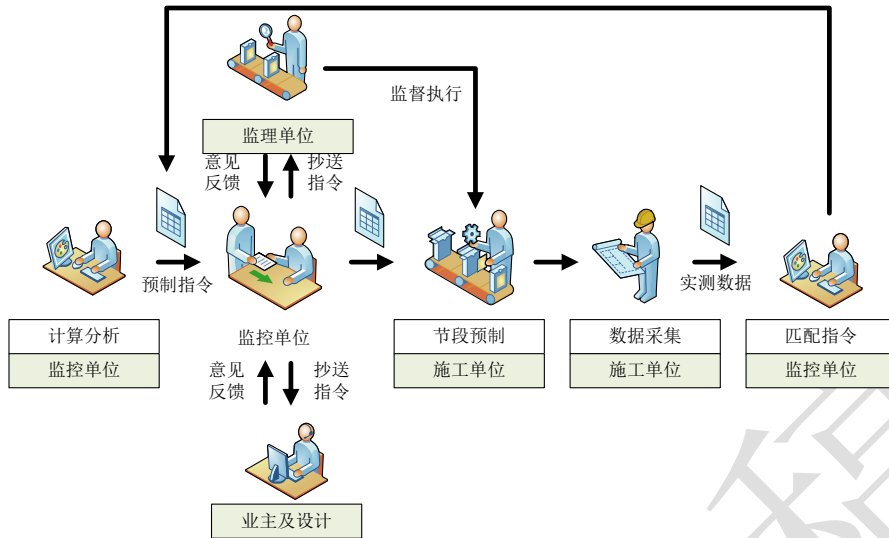 监督执行
监理单位
意见
反馈
抄送
指令
预制指令
实测数据
计算分析
监控单位
监控单位
节段预制
施工单位
数据采集
施工单位
匹配指令
监控单位
意见
反馈
抄送
指令
业主及设计
稿